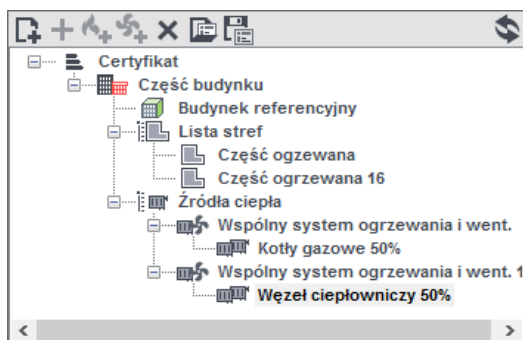 Certyfikat
Część budynku
Budynek referencyjny
Lista stref
Część ogzewana
Część ogrzewana 16
Źródła ciepła
Wspólny system ogrzewania i went.
Kotły gazowe 50%
Wspólny system ogrzewania i went. 1
Węzeł ciepłowniczy 50%